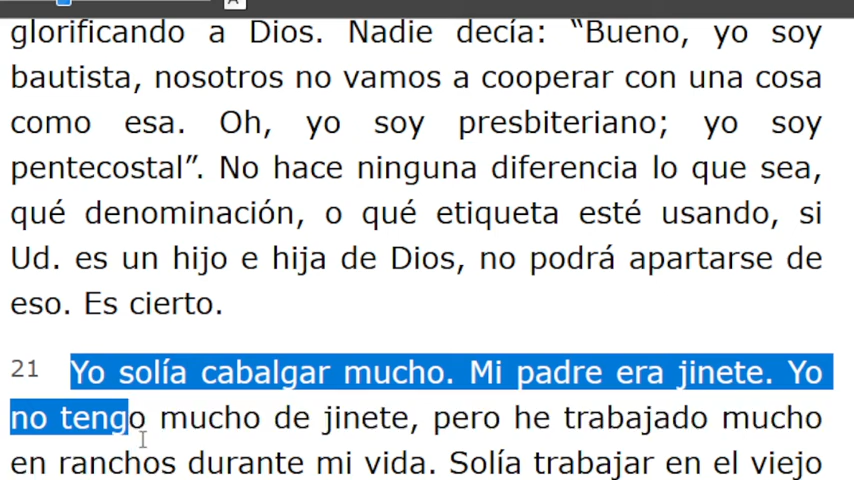 A
glorificando a Dios. Nadie decía: “Bueno, yo soy
bautista, nosotros no vamos a cooperar con una cosa
como esa. Oh, yo soy presbiteriano; yo soy
pentecostal”. No hace ninguna diferencia lo que sea,
qué denominación, o qué etiqueta esté usando, si
Ud. es un hijo e hija de Dios, no podrá apartarse de
eso. Es cierto.
21 Yo solía cabalgar mucho. Mi padre era jinete. Yo
no tengo mucho de jinete, pero he trabajado mucho
en ranchos durante mi vida. Solía trabajar en el viejo